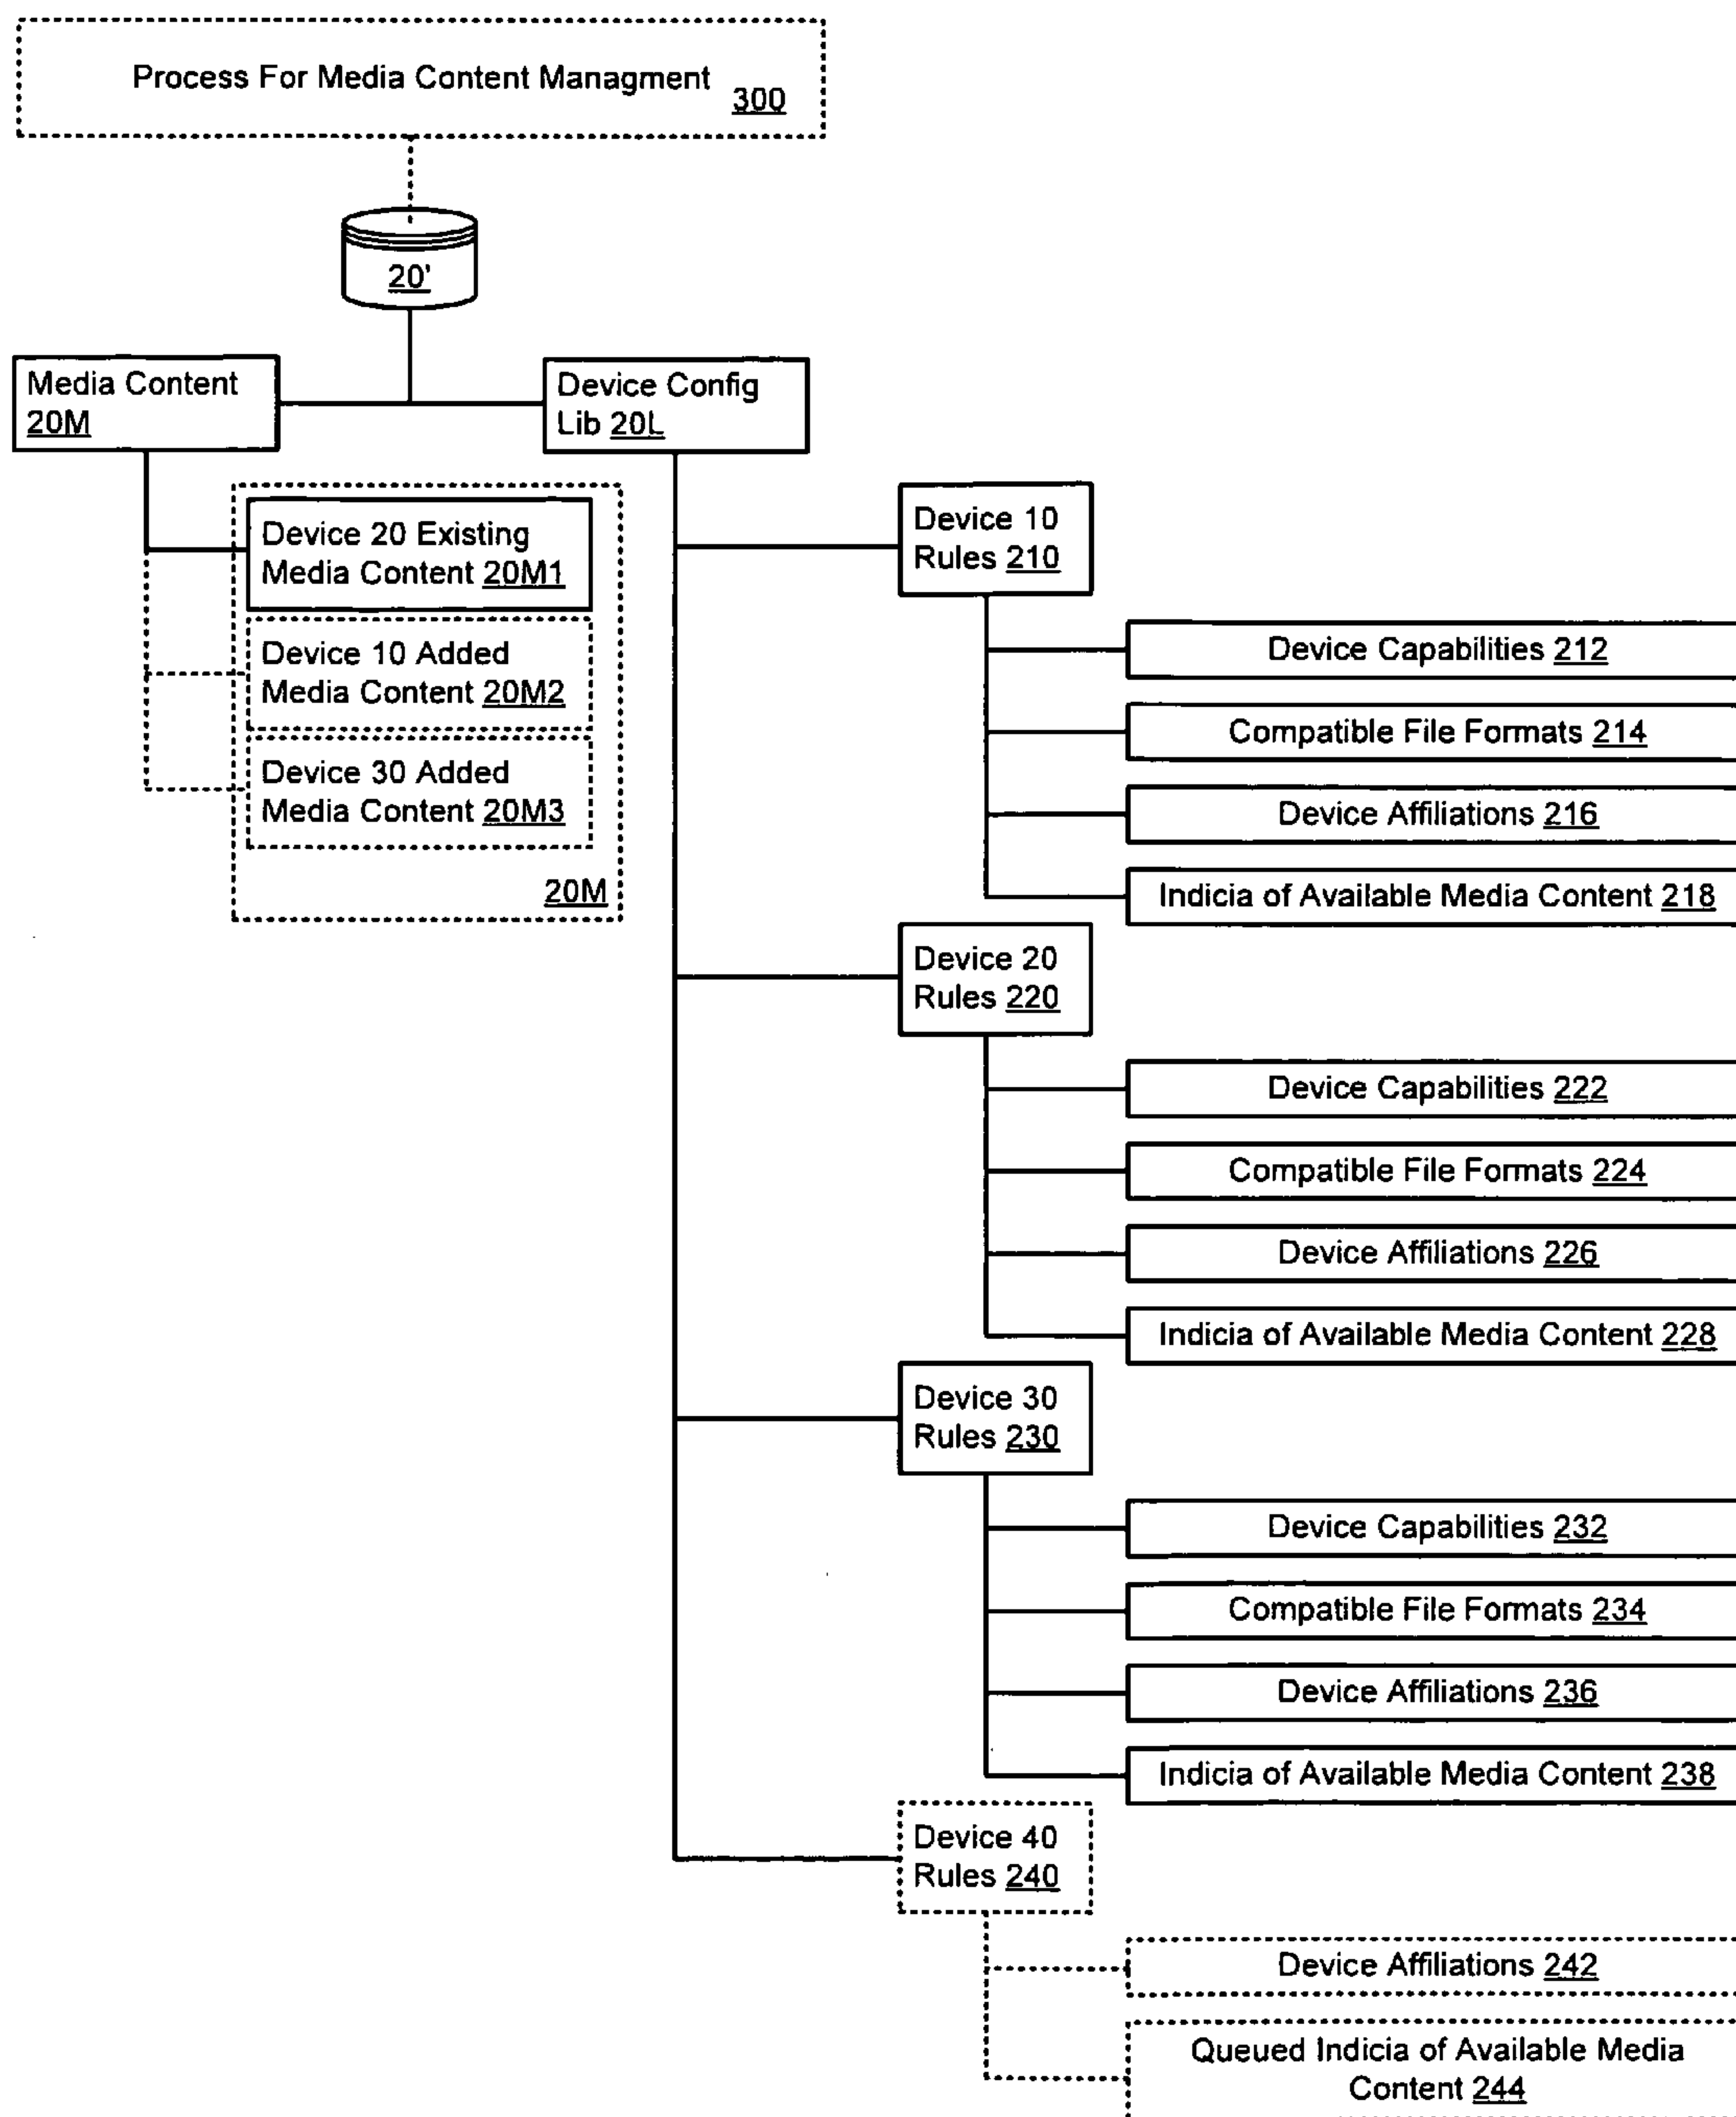 Process For Media Content Managment 300
20'
Media Content
20M
Device Config
Lib 20L
Device 20 Existing
Media Content 20M1
Device 10 Added
Media Content 20M2
Device 30 Added
Media Content 20M3
20M
Device 10
Rules 210
Device Capabilities 212
Compatible File Formats 214
Device Affiliations 216
Indicia of Available Media Content 218
Device 20
Rules 220
Device Capabilities 222
Compatible File Formats 224
Device Affiliations 226
Indicia of Available Media Content 228
Device 30
Rules 230
Device Capabilities 232
Compatible File Formats 234
Device Affiliations 236
Indicia of Available Media Content 238
Device 40
Rules 240
Device Affiliations 242
Queued Indicia of Available Media
Content 244